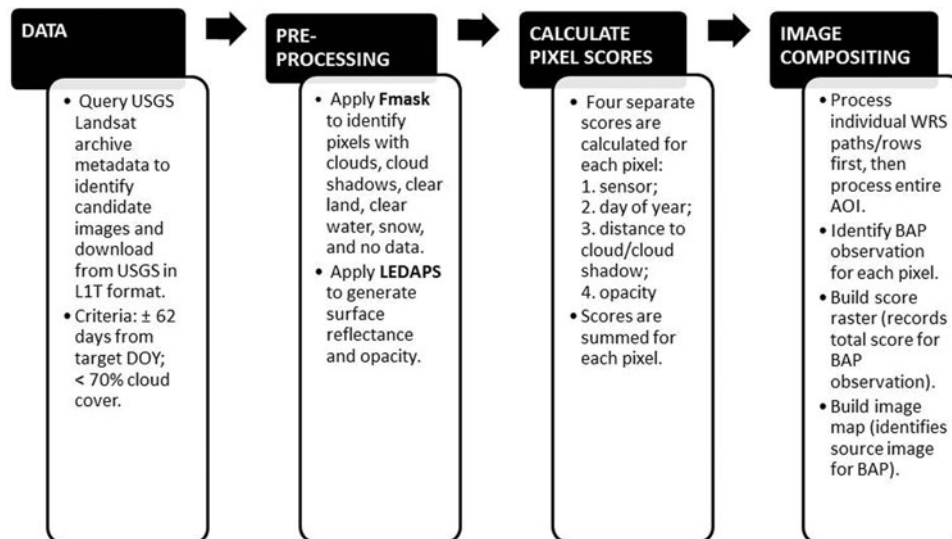 DATA
• Query USGS
Landsat
archive
metadata to
identify
candidate
images and
download
from USGS in
L1T format.
• Criteria: ± 62
days from
target DOY;
< 70% cloud
cover.
PRE-
PROCESSING
• Apply Fmask
to identify
pixels with
clouds, cloud
shadows, clear
land, clear
water, snow,
and no data.
• Apply LEDAPS
to generate
surface
reflectance
and opacity.
CALCULATE
PIXEL SCORES
• Four separate
scores are
calculated for
each pixel:
1. sensor;
2. day of year;
3. distance to
cloud/cloud
shadow;
4. opacity
• Scores are
summed for
each pixel.
IMAGE
COMPOSITING
• Process
individual WRS
paths/rows
first, then
process entire
AOI.
• Identify BAP
observation
for each pixel.
• Build score
raster (records
total score for
BAP
observation).
• Build image
map (identifies
source image
for BAP).